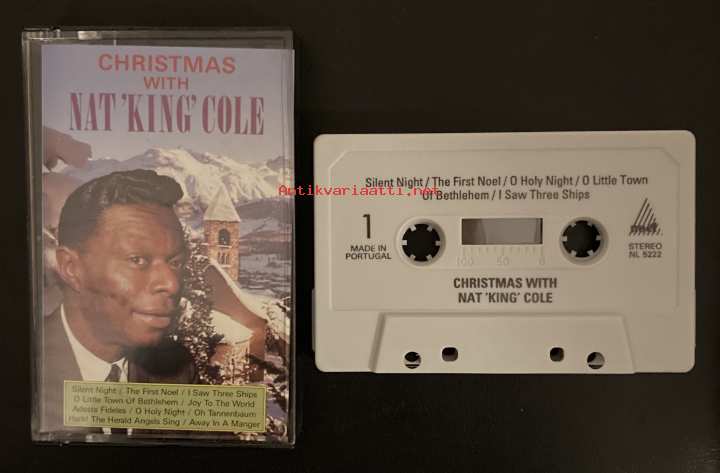 CHRISTMAS
WITH
NAT 'KING' COLE
Silent Night / The First Noel / I Saw Three Ships
O Little Town Of Bethlehem / Joy To The World
Adeste Fideles / O Holy Night / Oh Tannenbaum
Hark! The Herald Angels Sing / Away In A Manger
Antikvariaatti.net
Silent Night / The First Noel / O Holy Night / O Little Town
Of Bethlehem / I Saw Three Ships
1
MADE IN
PORTUGAL
100 50 0
STEREO
NL 5222
CHRISTMAS WITH
NAT 'KING' COLE